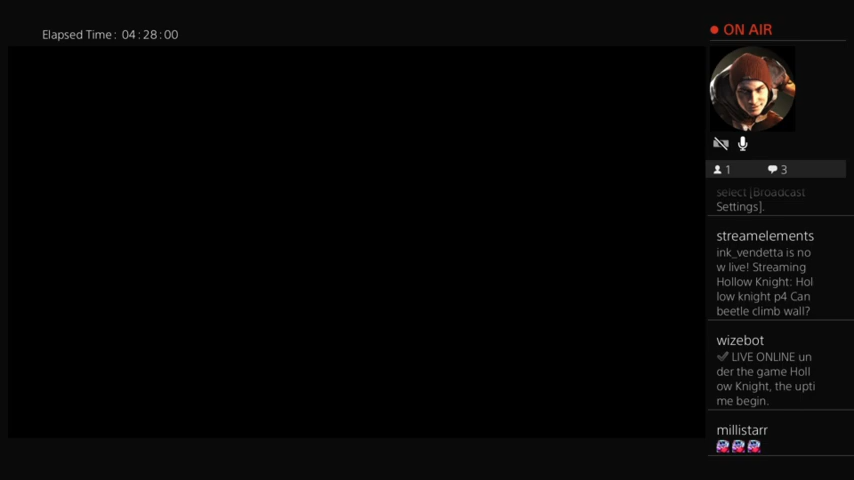 Elapsed Time: 04:28:00
ON AIR
1 3
select [Broadcast
Settings].
streamelements
ink_vendetta is no
w live! Streaming
Hollow Knight: Hol
low knight p4 Can
beetle climb wall?
wizebot
✓ LIVE ONLINE un
der the game Holl
ow Knight, the upti
me begin.
millistarr